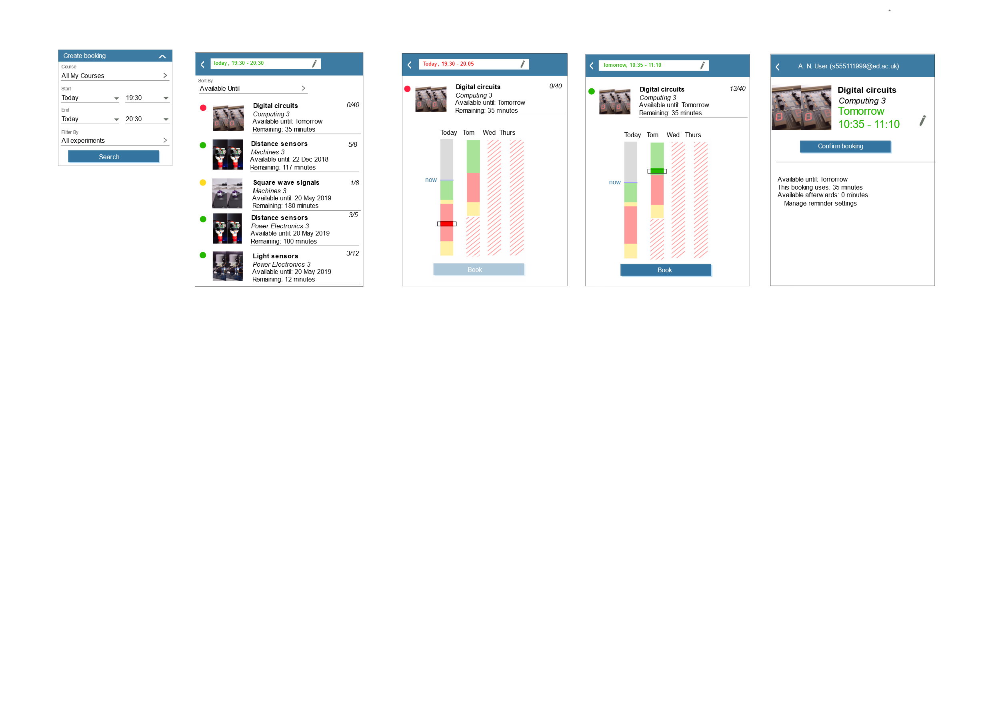 Create booking
Course
All My Courses
Start
Today 19:30
End
Today 20:30
Filter By
All experiments
Search
Today, 19:30 - 20:30
Sort By
Available Until
Digital circuits 0/40
Computing 3
Available until: Tomorrow
Remaining: 35 minutes
Distance sensors 5/8
Machines 3
Available until: 22 Dec 2018
Remaining: 117 minutes
Square wave signals 1/8
Machines 3
Available until: 20 May 2019
Remaining: 180 minutes
Distance sensors 3/5
Power Electronics 3
Available until: 20 May 2019
Remaining: 180 minutes
Light sensors 3/12
Power Electronics 3
Available until: 20 May 2019
Remaining: 12 minutes
Today, 19:30 - 20:05
Digital circuits 0/40
Computing 3
Available until: Tomorrow
Remaining: 35 minutes
Today Tom Wed Thurs
now
Book
Tomorrow, 10:35 - 11:10
Digital circuits 13/40
Computing 3
Available until: Tomorrow
Remaining: 35 minutes
Today Tom Wed Thurs
now
Book
A. N. User (s555111999@ed.ac.uk)
Digital circuits
Computing 3
Tomorrow
10:35 - 11:10
Confirm booking
Available until: Tomorrow
This booking uses: 35 minutes
Available afterwards: 0 minutes
Manage reminder settings